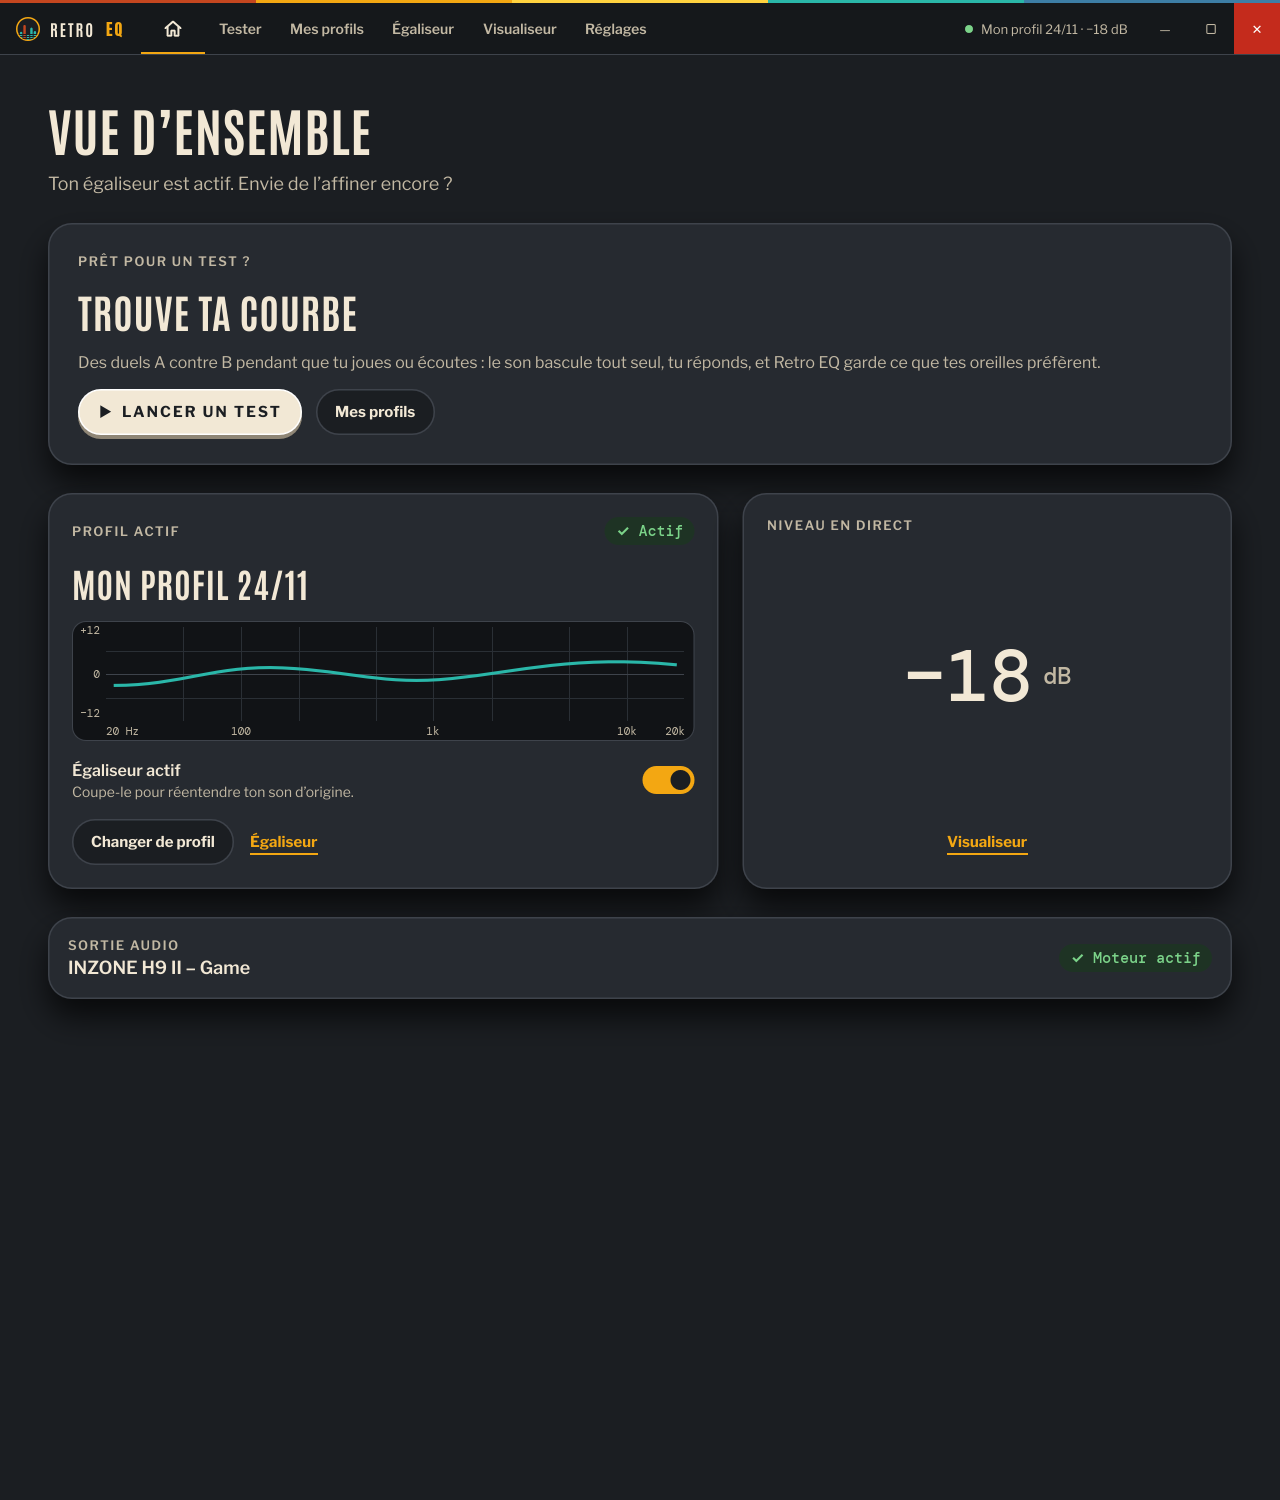 RETRO EQ
Tester
Mes profils
Égaliseur
Visualiseur
Réglages
Mon profil 24/11 · −18 dB
VUE D’ENSEMBLE
Ton égaliseur est actif. Envie de l’affiner encore ?
PRÊT POUR UN TEST ?
TROUVE TA COURBE
Des duels A contre B pendant que tu joues ou écoutes : le son bascule tout seul, tu réponds, et Retro EQ garde ce que tes oreilles préfèrent.
LANCER UN TEST
Mes profils
PROFIL ACTIF
Actif
MON PROFIL 24/11
+12
0
−12
20 Hz
100
1k
10k
20k
Égaliseur actif
Coupe-le pour réentendre ton son d’origine.
Changer de profil
Égaliseur
NIVEAU EN DIRECT
−18 dB
Visualiseur
SORTIE AUDIO
INZONE H9 II – Game
Moteur actif